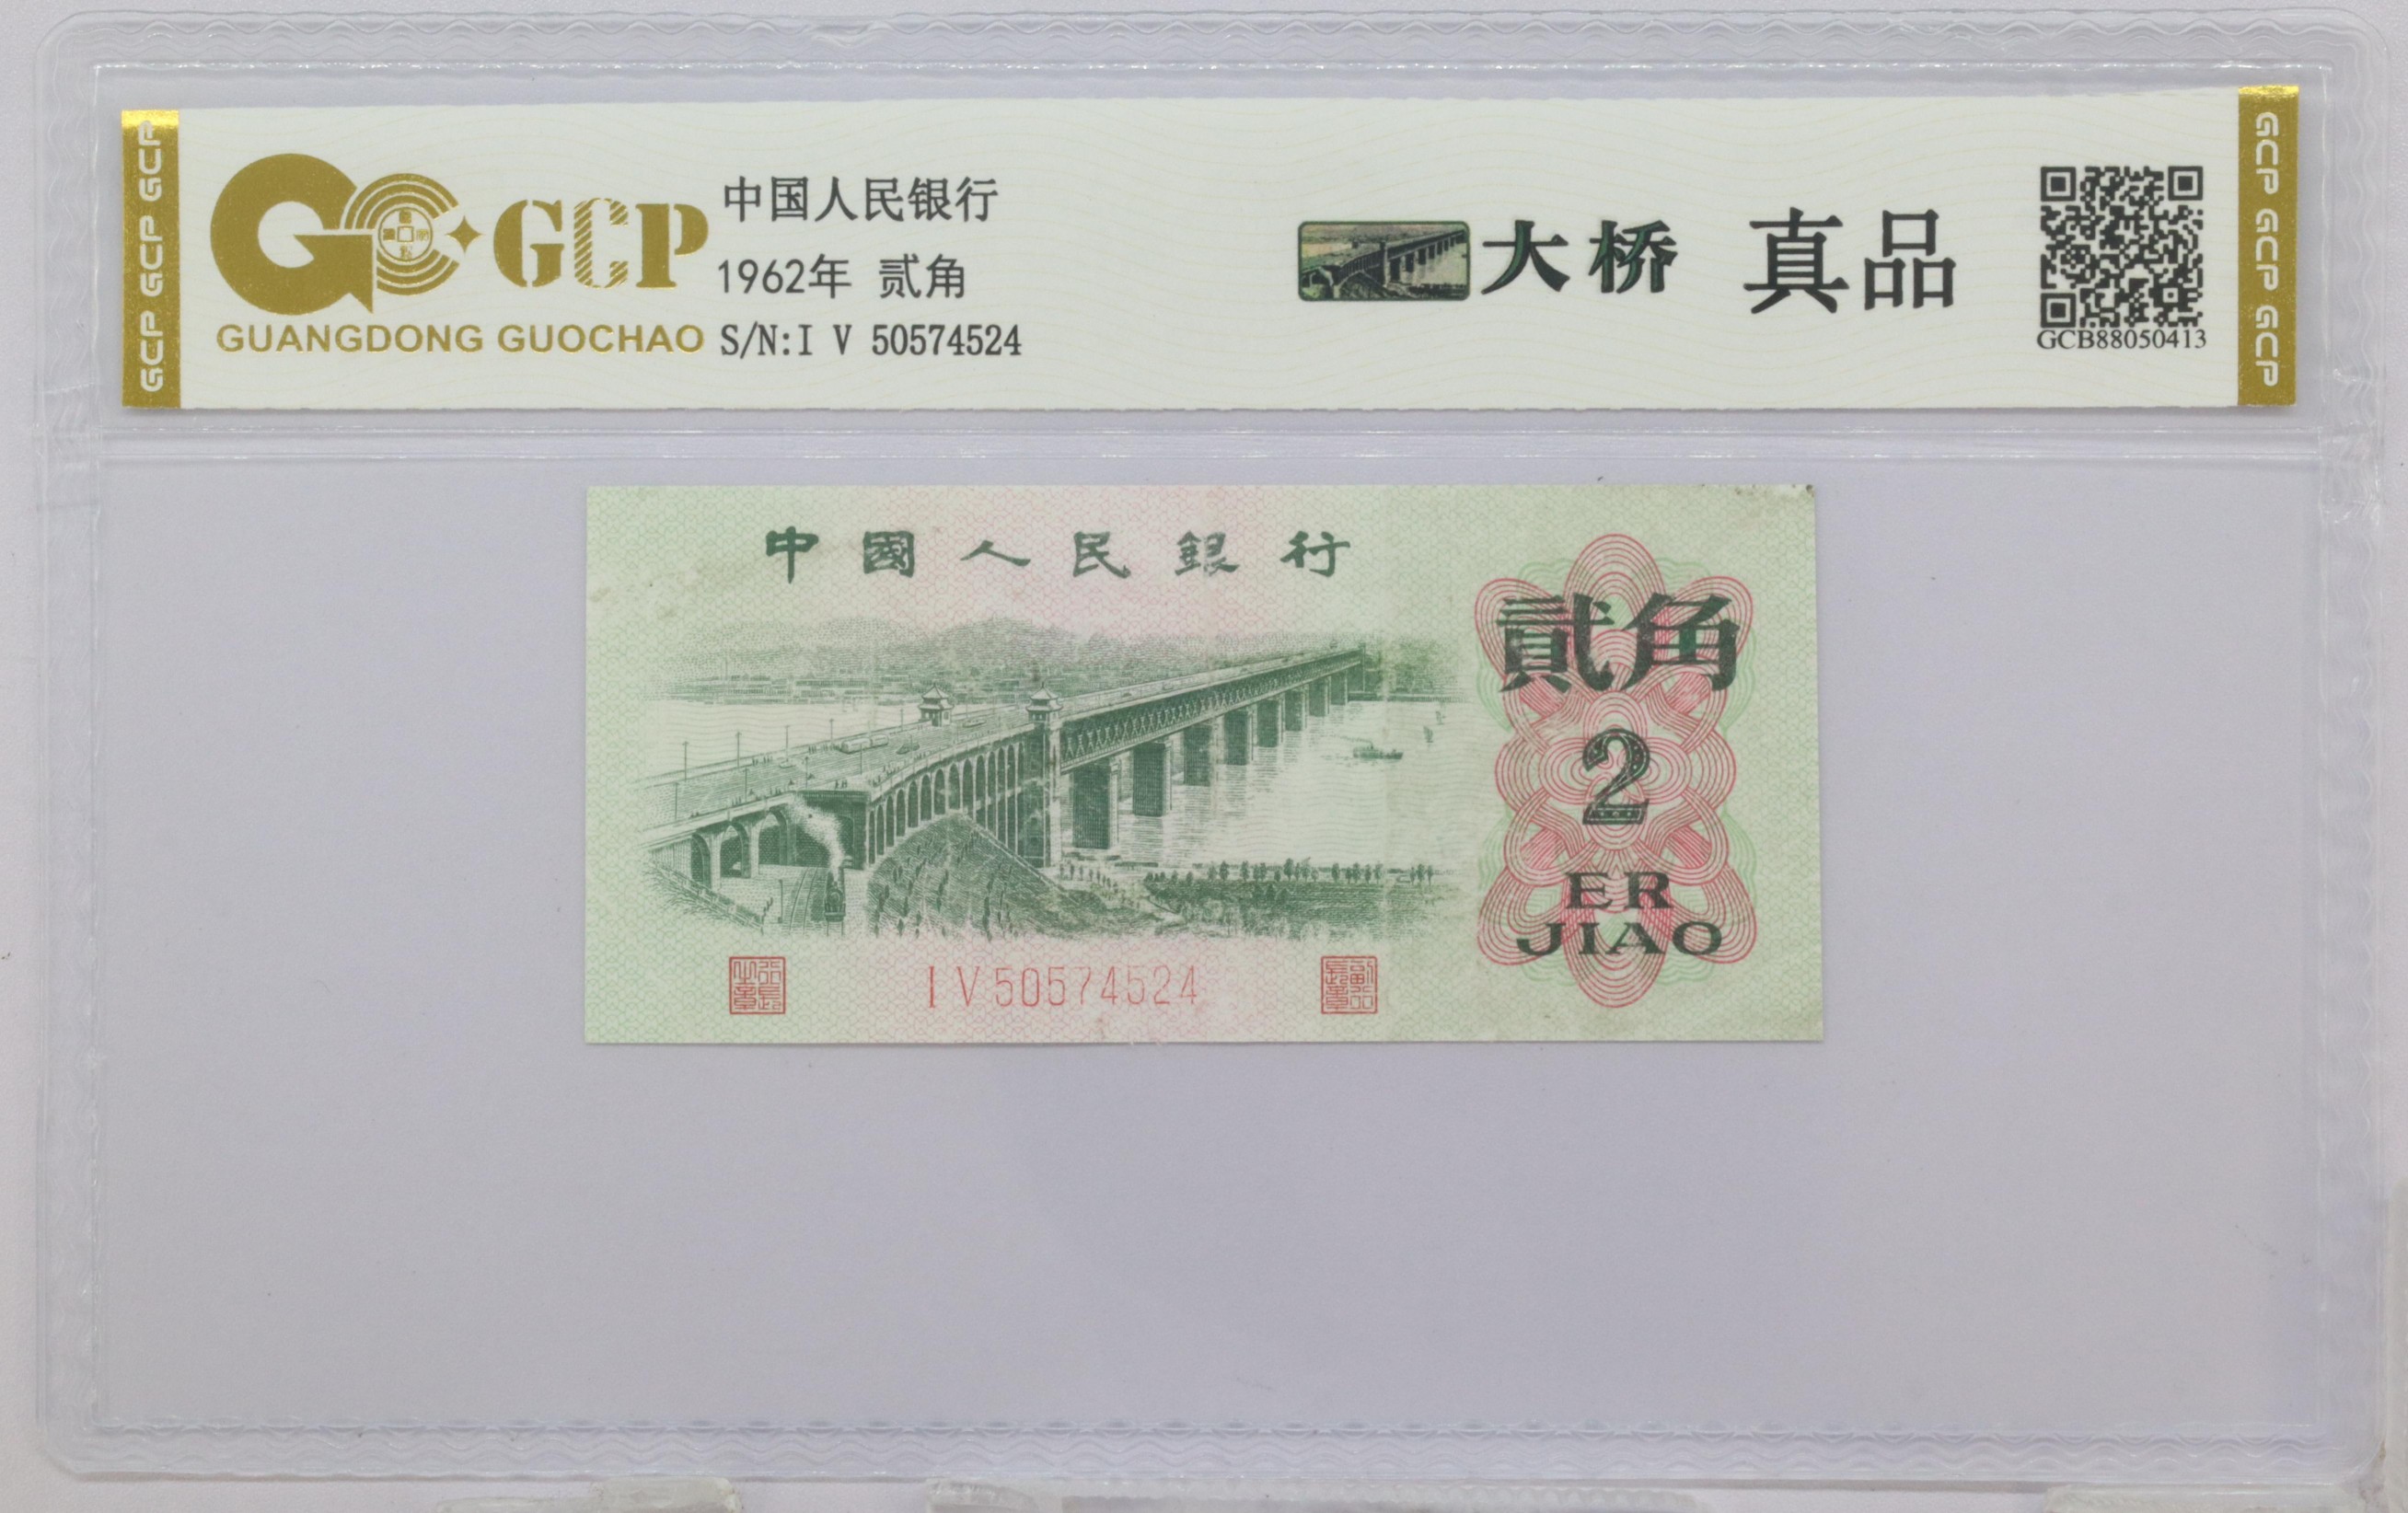 GCP GCP GCP
GCP
GUANGDONG GUOCHAO
中国人民银行
1962年 贰角
S/N:I V 50574524
大桥 真品
GCB88050413
GCP GCP GCP
中國人民銀行
貳角
2
ER
JIAO
I V 50574524